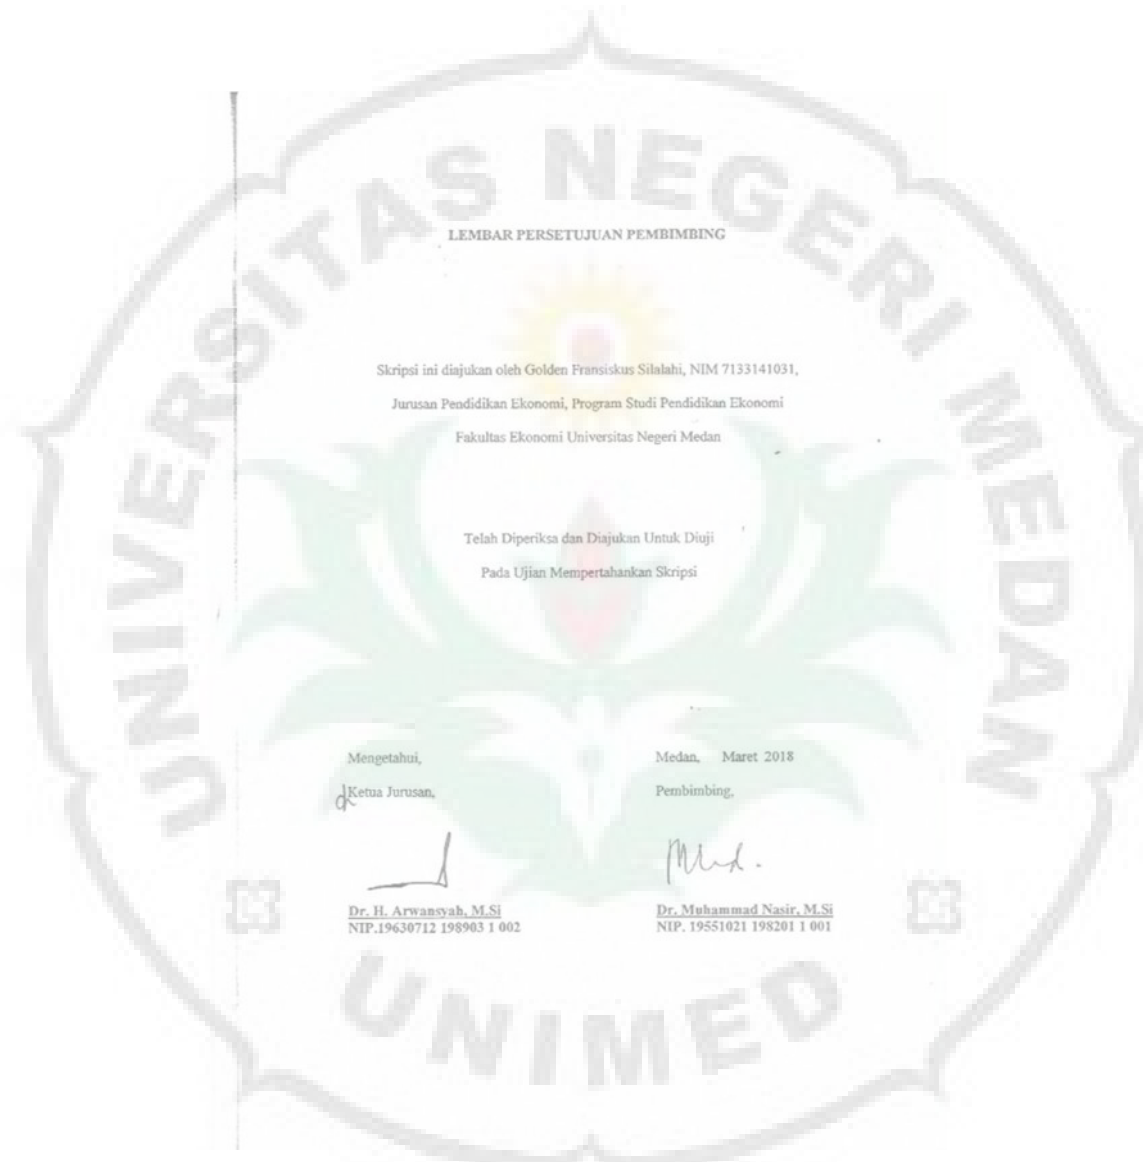 UNIVERSITAS NEGERI MEDAN
LEMBAR PERSETUJUAN PEMBIMBING
Skripsi ini diajukan oleh Golden Fransiskus Silalahi, NIM 7133141031,
Jurusan Pendidikan Ekonomi, Program Studi Pendidikan Ekonomi
Fakultas Ekonomi Universitas Negeri Medan
Telah Diperiksa dan Diajukan Untuk Diuji
Pada Ujian Mempertahankan Skripsi
Mengetahui,
Ketua Jurusan,
Dr. H. Arwansyah, M.Si
NIP.19630712 198903 1 002
Medan, Maret 2018
Pembimbing,
Dr. Muhammad Nasir, M.Si
NIP. 19551021 198201 1 001
UNIMED